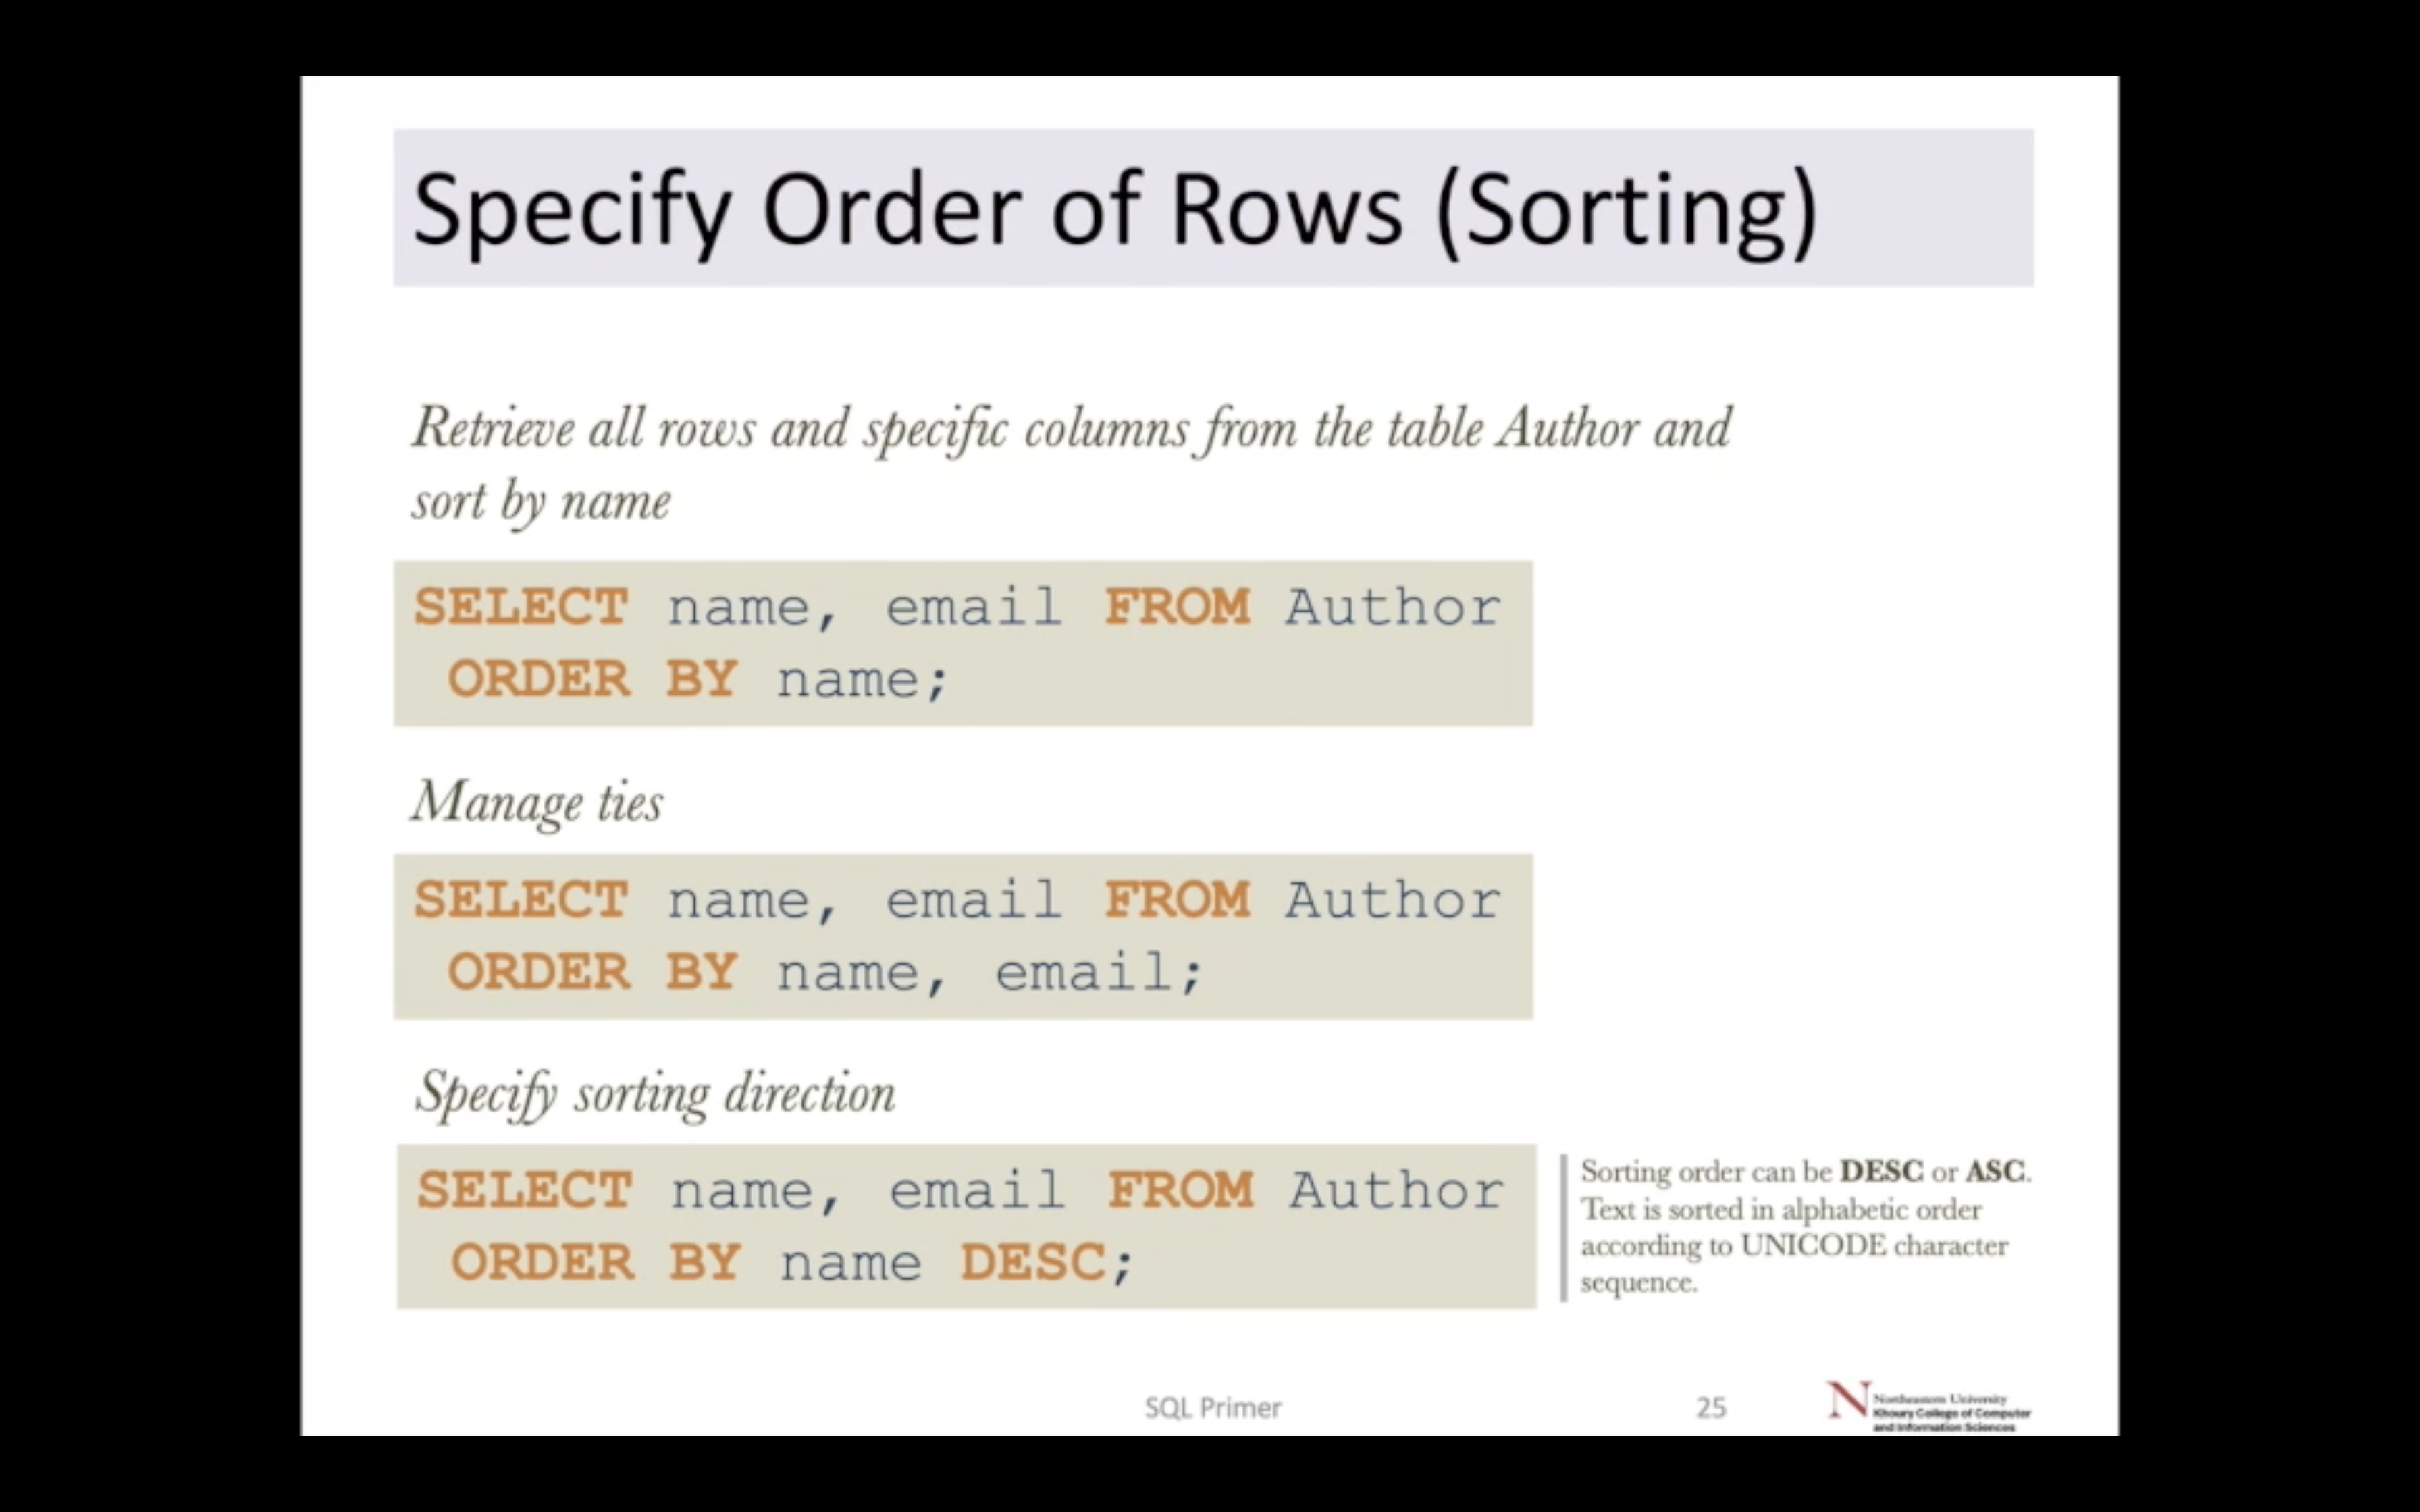 Specify Order of Rows (Sorting)
Retrieve all rows and specific columns from the table Author and
sort by name
SELECT name, email FROM Author
ORDER BY name;
Manage ties
SELECT name, email FROM Author
ORDER BY name, email;
Specify sorting direction
SELECT name, email FROM Author
ORDER BY name DESC;
Sorting order can be DESC or ASC.
Text is sorted in alphabetic order
according to UNICODE character
sequence.
SQL Primer
25
N
Northeastern University
Khoury College of Computer
and Information Sciences